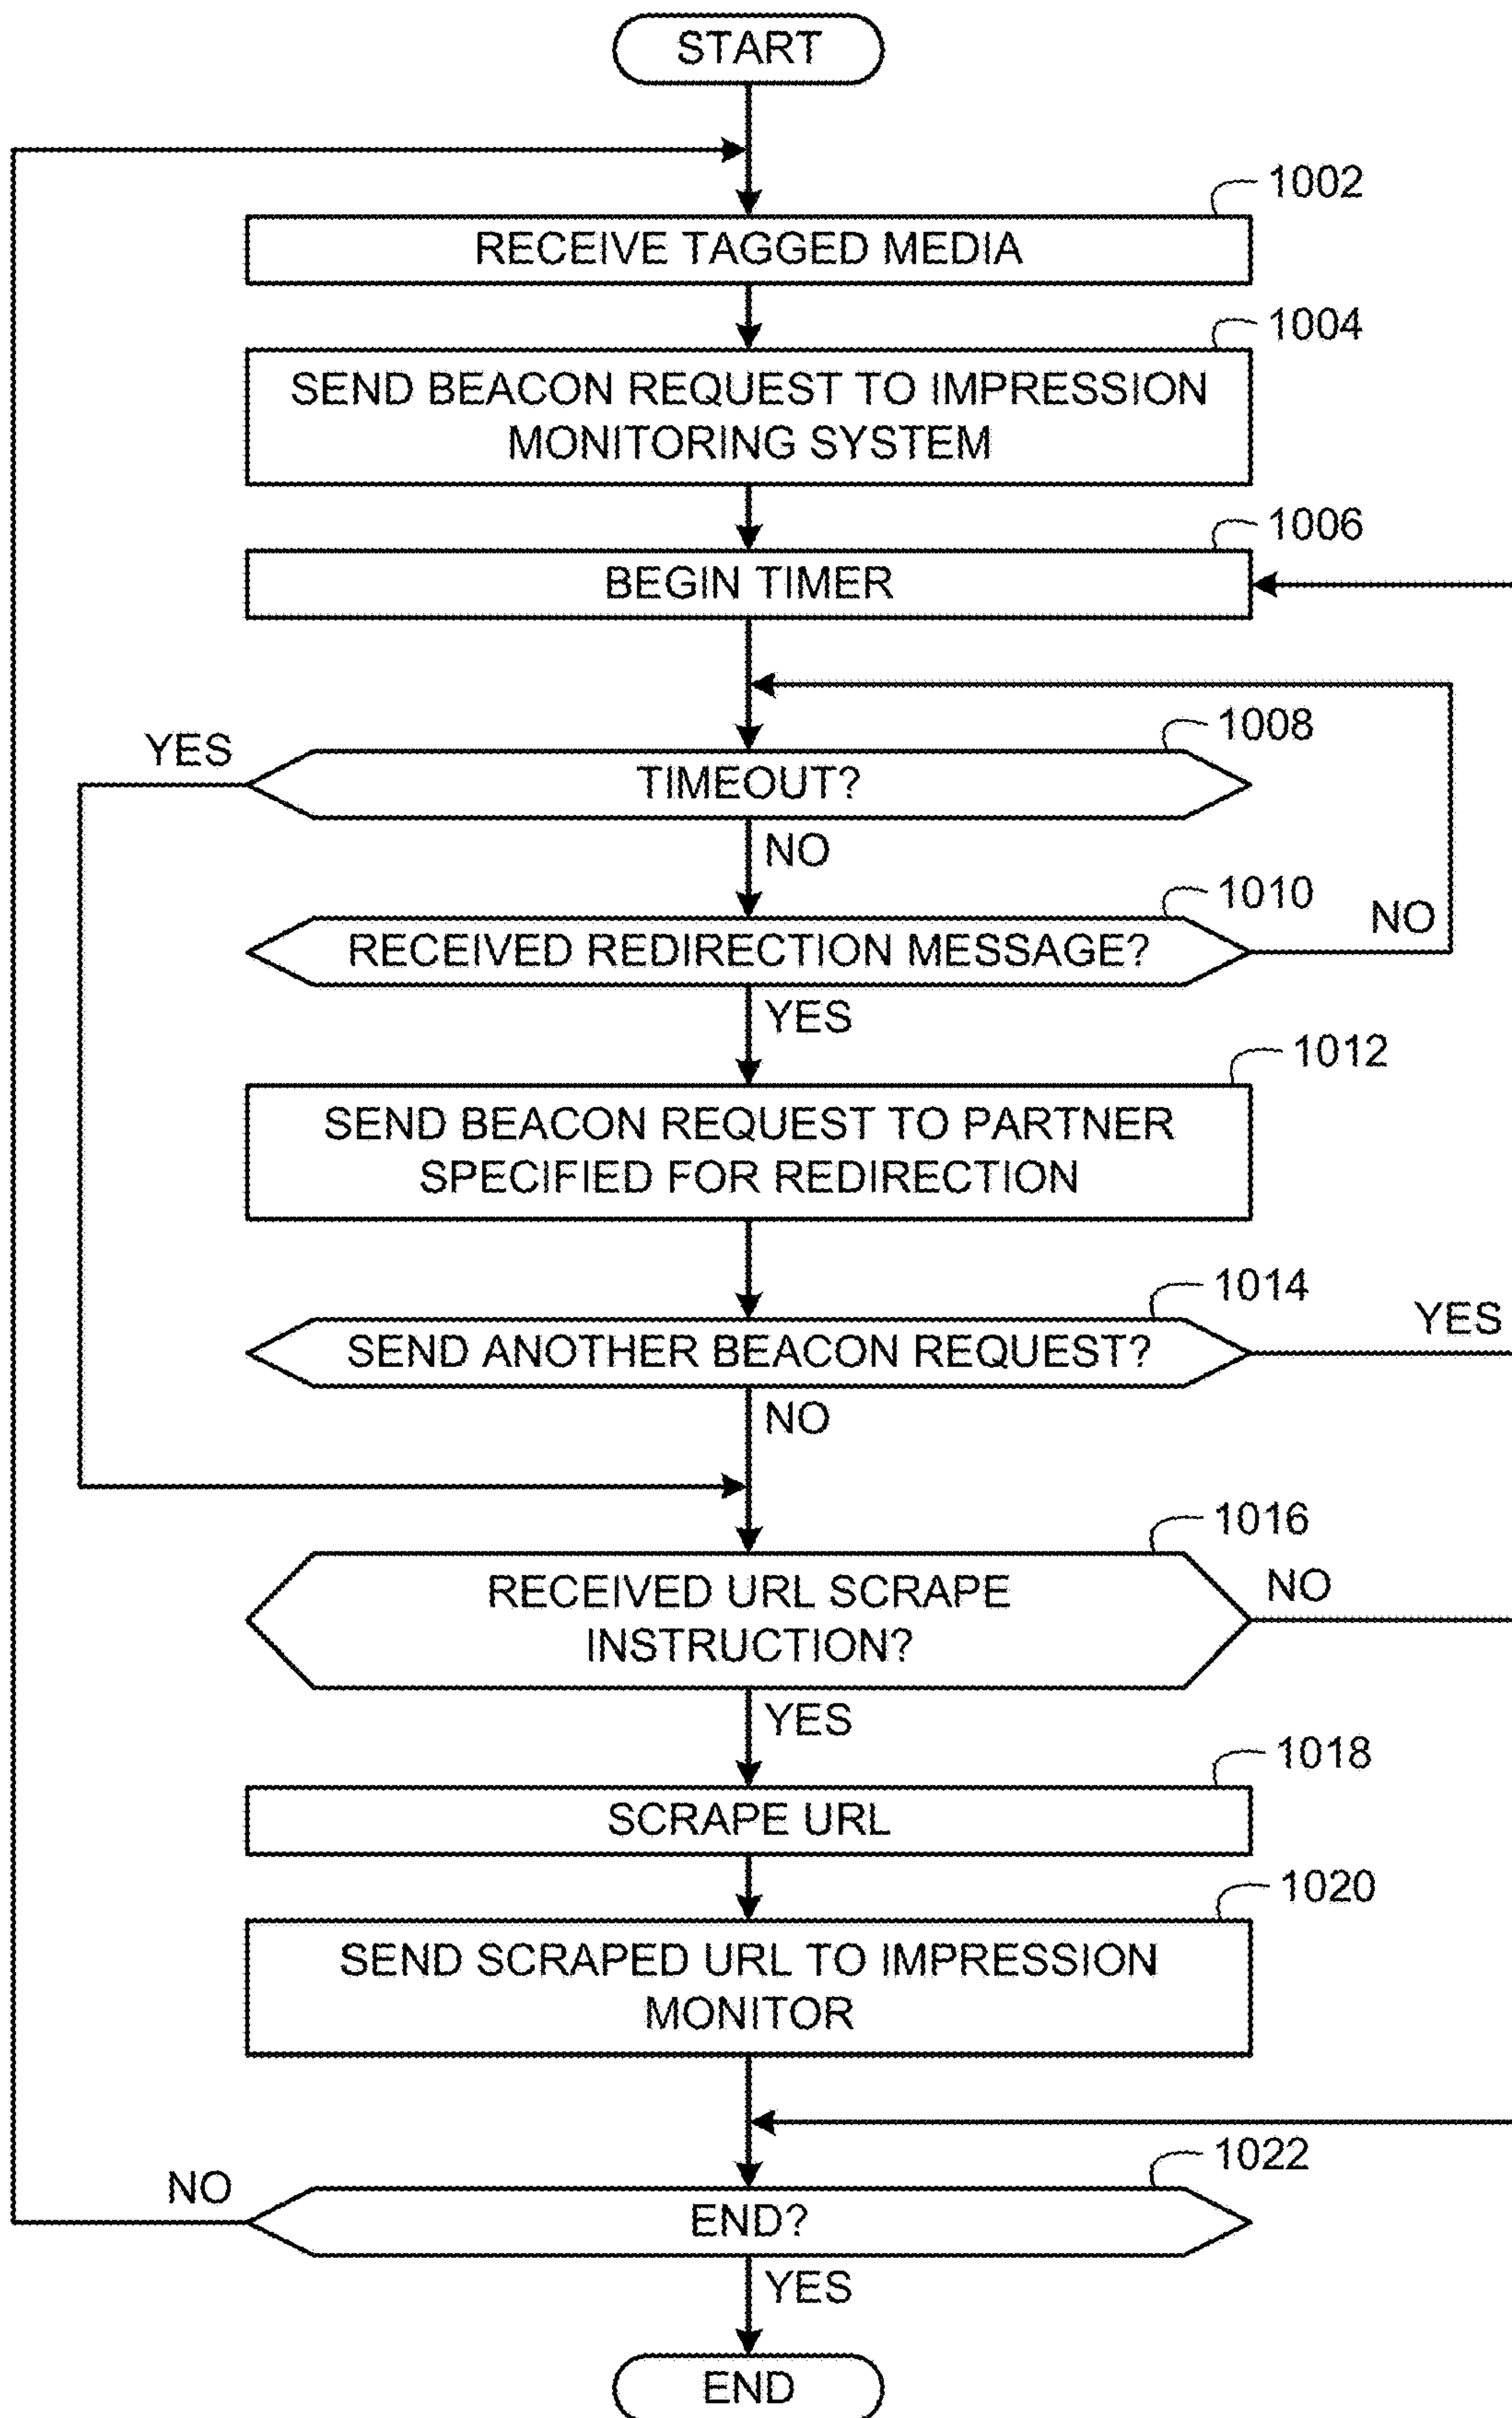 START
1002
RECEIVE TAGGED MEDIA
1004
SEND BEACON REQUEST TO IMPRESSION
MONITORING SYSTEM
1006
BEGIN TIMER
1008
YES
TIMEOUT?
NO
1010
RECEIVED REDIRECTION MESSAGE?
NO
YES
1012
SEND BEACON REQUEST TO PARTNER
SPECIFIED FOR REDIRECTION
1014
SEND ANOTHER BEACON REQUEST?
YES
NO
1016
RECEIVED URL SCRAPE
INSTRUCTION?
NO
YES
1018
SCRAPE URL
1020
SEND SCRAPED URL TO IMPRESSION
MONITOR
1022
NO
END?
YES
END